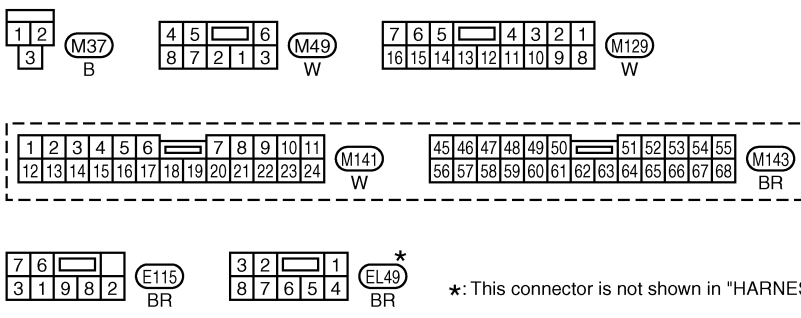 1 2
3
M37
B
4 5 6
8 7 2 1 3
M49
W
7 6 5 4 3 2 1
16 15 14 13 12 11 10 9 8
M129
W
1 2 3 4 5 6 7 8 9 10 11
12 13 14 15 16 17 18 19 20 21 22 23 24
M141
W
45 46 47 48 49 50 51 52 53 54 55
56 57 58 59 60 61 62 63 64 65 66 67 68
M143
BR
7 6
3 1 9 8 2
E115
BR
3 2 1
8 7 6 5 4
*
EL49
BR
*: This connector is not shown in "HARNES